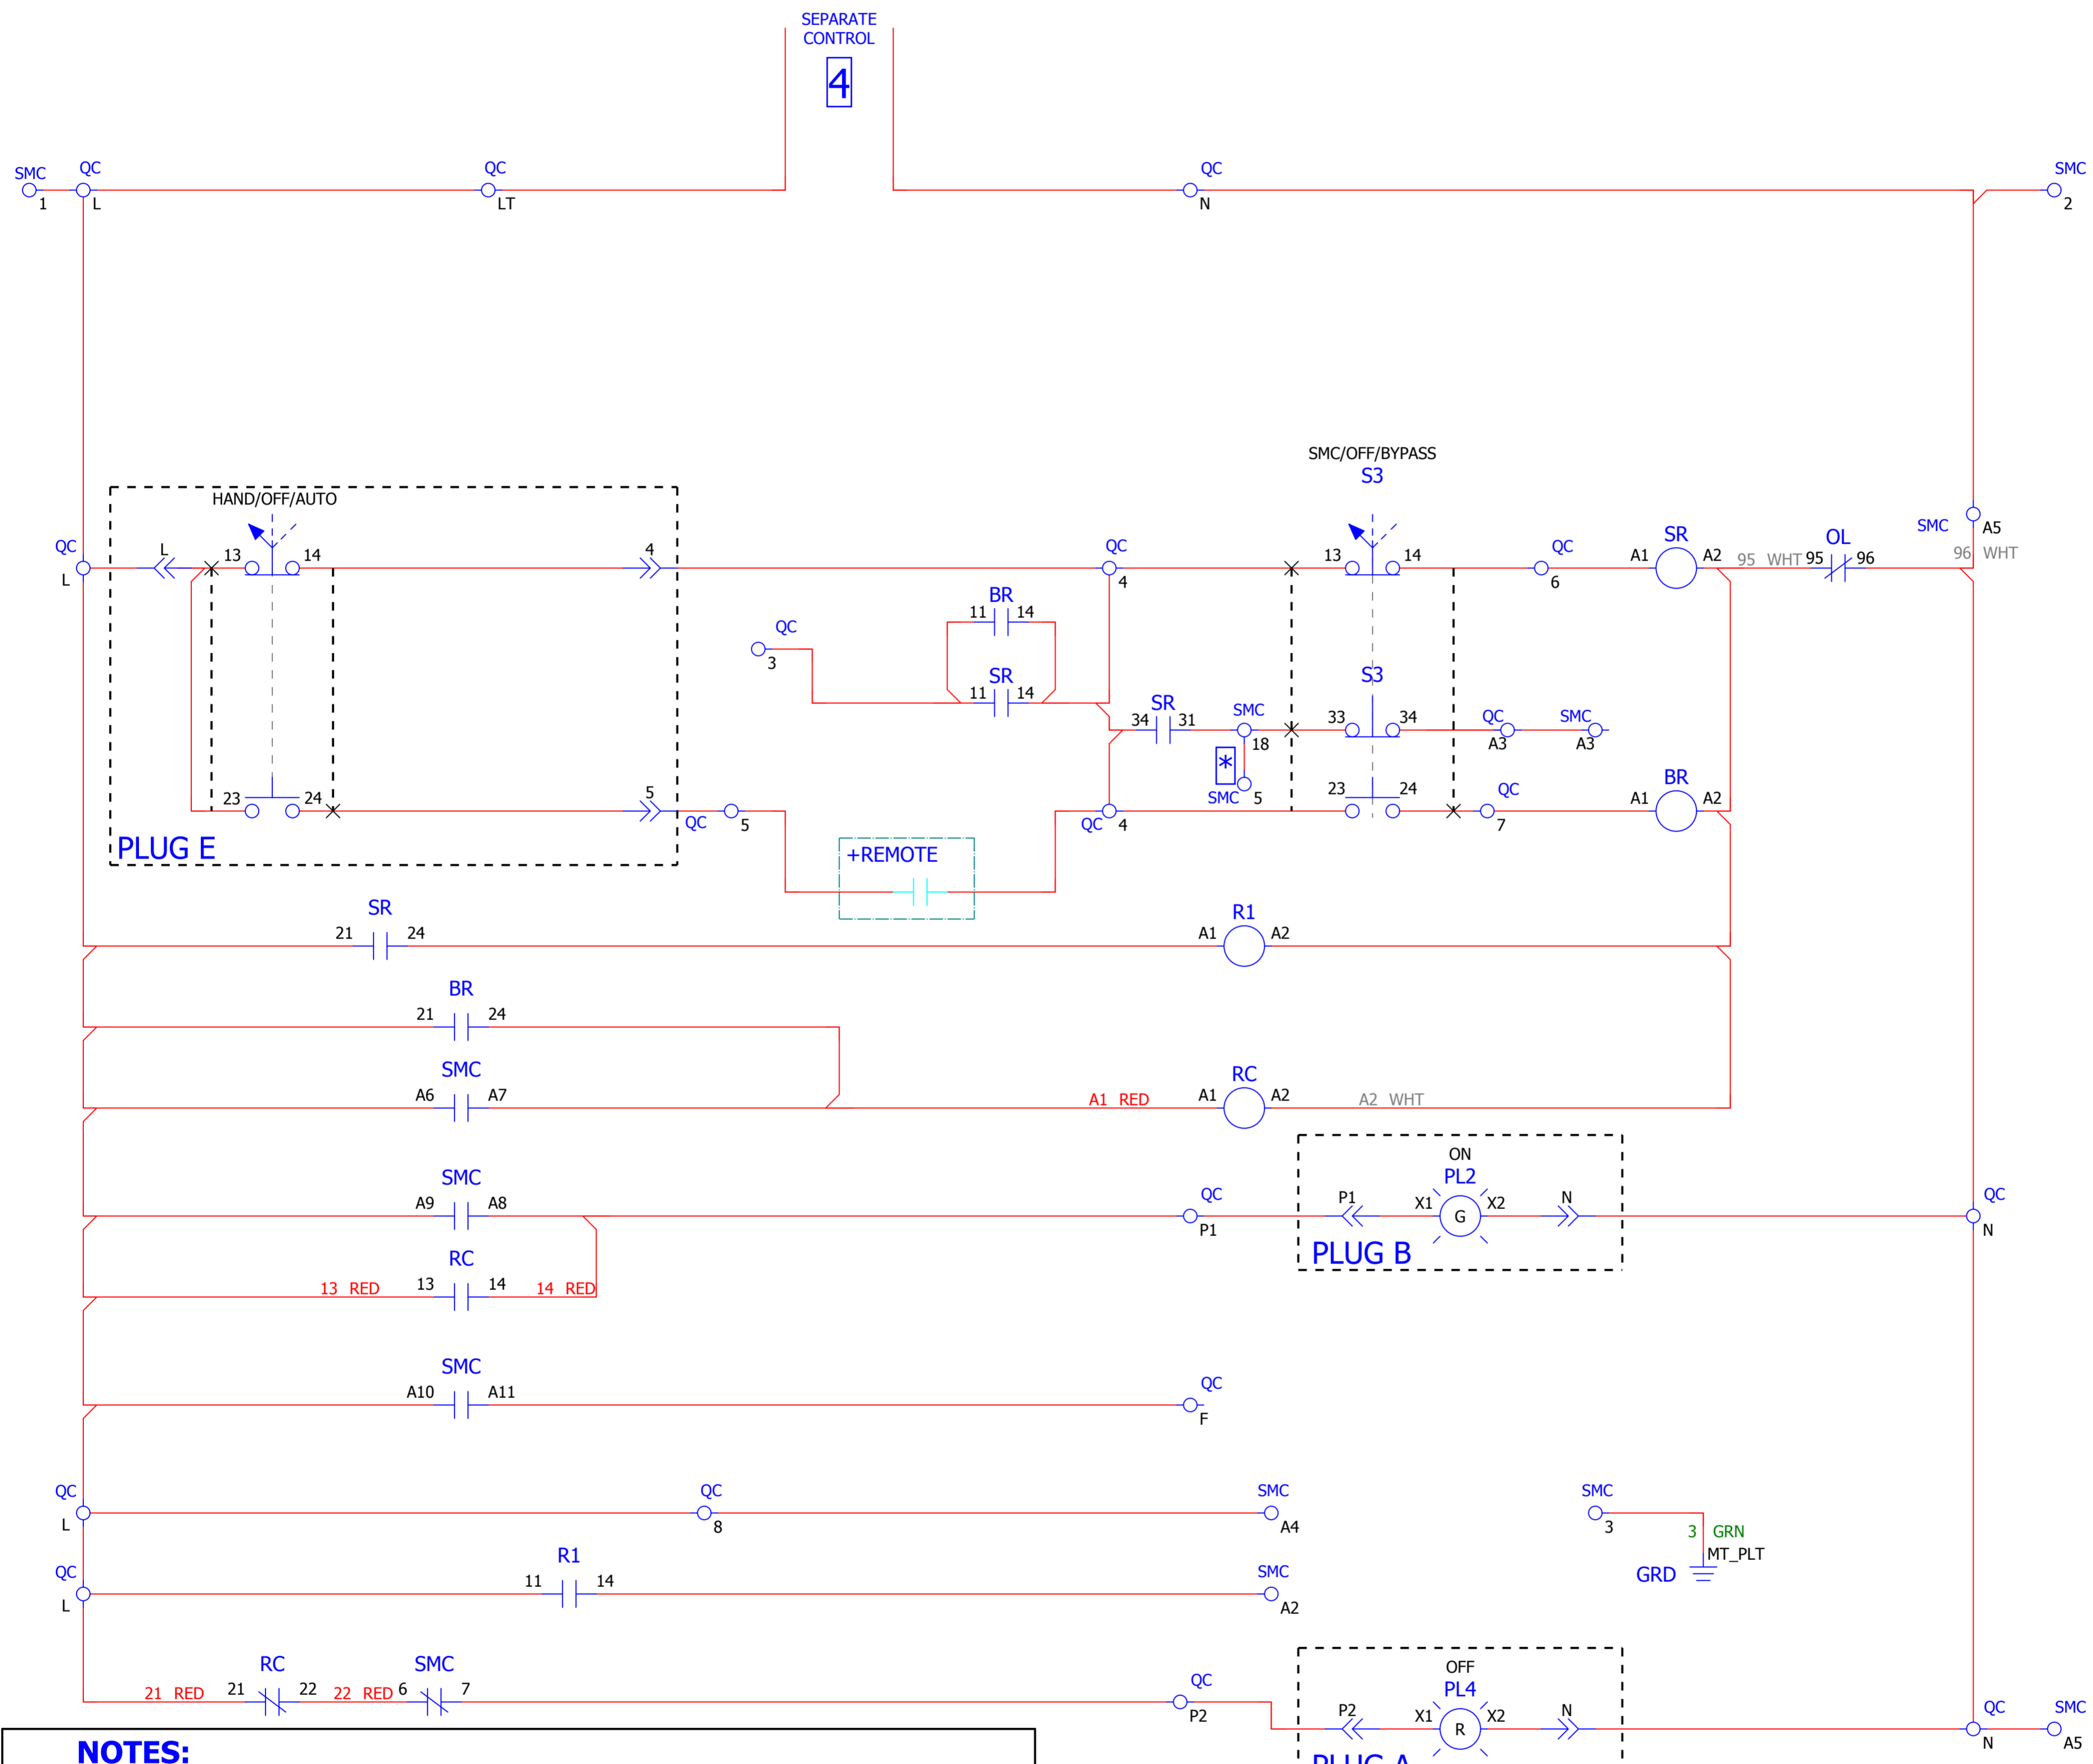 SEPARATE
CONTROL
4
SMC
1
QC
L
QC
LT
QC
N
SMC
2
SMC/OFF/BYPASS
S3
HAND/OFF/AUTO
QC
L
L
13
14
4
QC
4
13
14
QC
6
SR
A1
A2
95 WHT
95
OL
96
SMC
A5
96 WHT
BR
11
14
QC
3
SR
11
14
SR
34
31
SMC
18
*
SMC
5
S3
33
34
QC
A3
SMC
A3
23
24
5
QC
5
QC
4
23
24
QC
7
BR
A1
A2
PLUG E
+REMOTE
SR
21
24
R1
A1
A2
BR
21
24
SMC
A6
A7
A1 RED
RC
A1
A2
A2 WHT
SMC
A9
A8
QC
P1
ON
PL2
P1
X1
G
X2
N
PLUG B
QC
N
RC
13 RED
13
14
14 RED
SMC
A10
A11
QC
F
QC
L
QC
8
SMC
A4
SMC
3
3 GRN
MT_PLT
GRD
QC
L
R1
11
14
SMC
A2
RC
21 RED
21
22
22 RED
SMC
6
7
QC
P2
OFF
PL4
P2
X1
R
X2
N
PLUG A
QC
N
SMC
A5
NOTES: